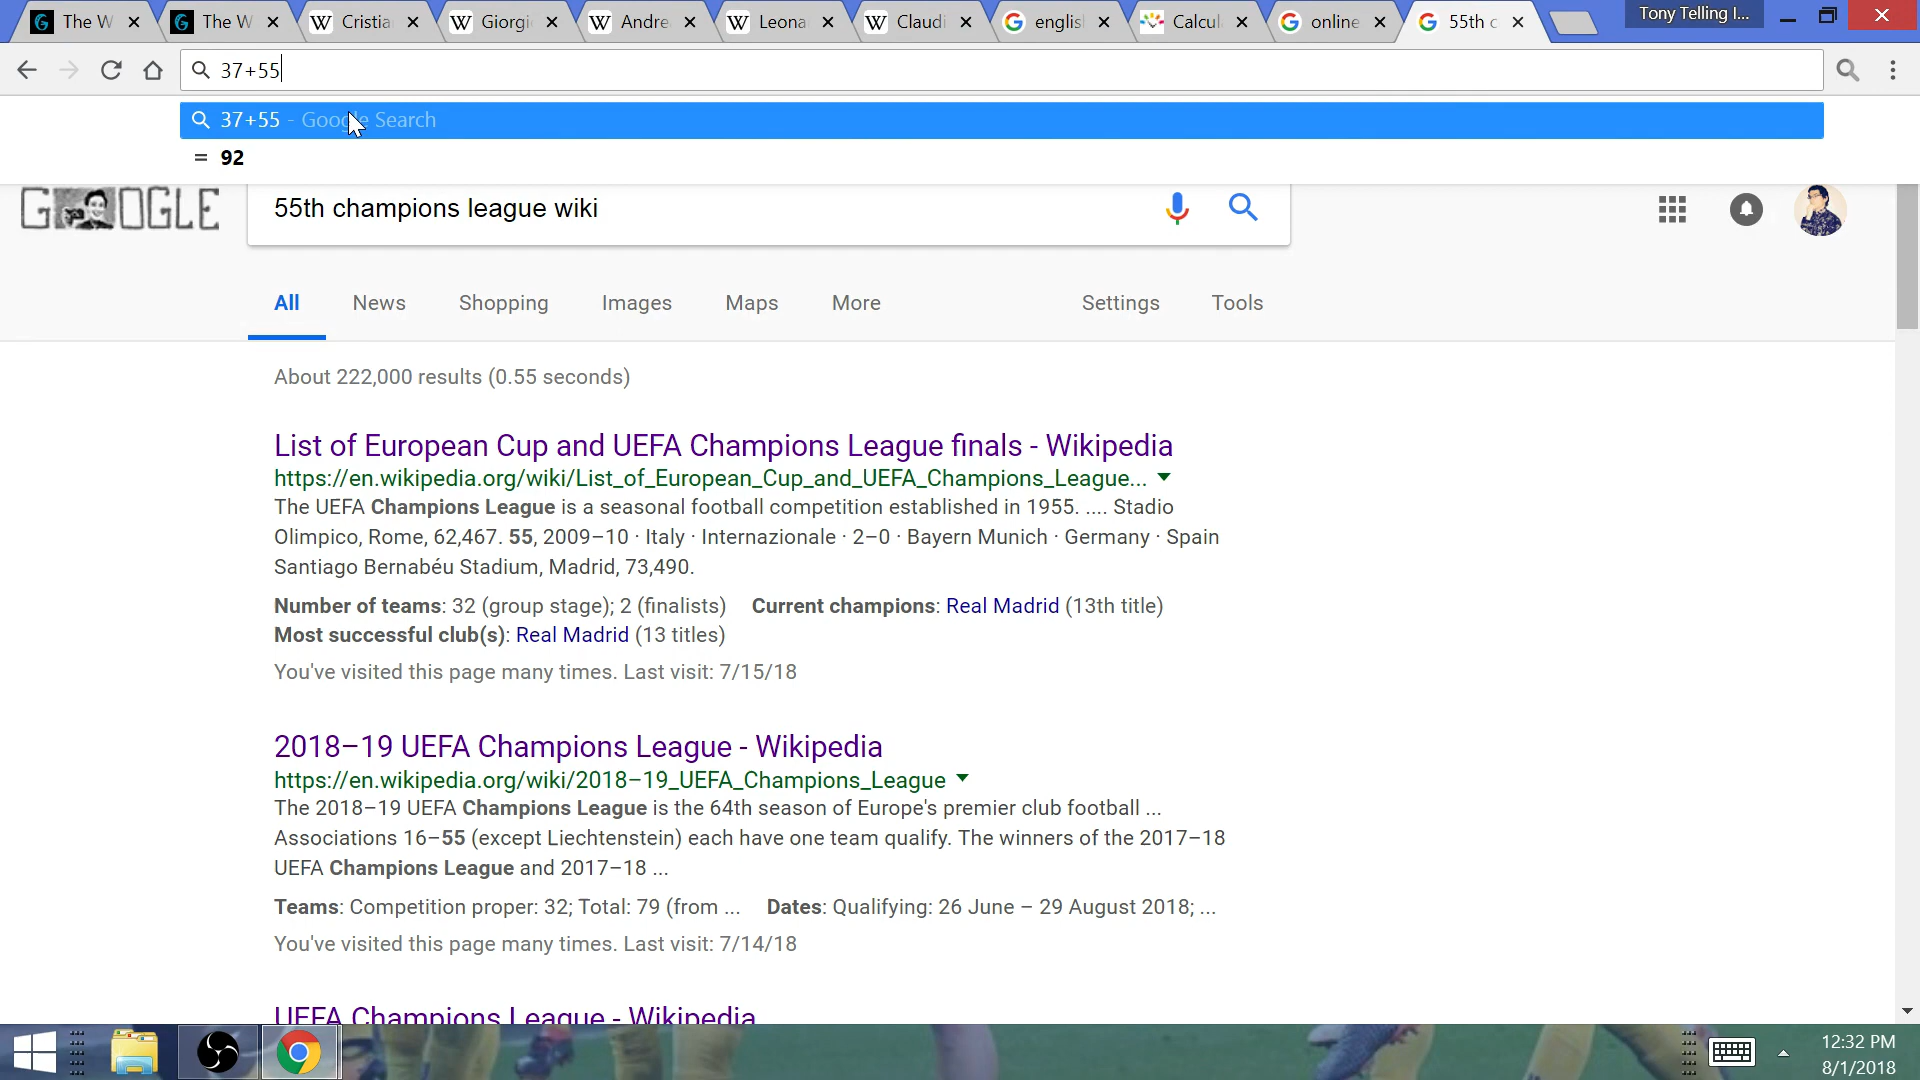 The W
The W
Cristia
Giorgi
Andre
Leona
Claudi
englis
Calcul
online
55th c
Tony Telling I...
37+55
37+55 - Google Search
= 92
GOOGLE
55th champions league wiki
All News Shopping Images Maps More Settings Tools
About 222,000 results (0.55 seconds)
List of European Cup and UEFA Champions League finals - Wikipedia
https://en.wikipedia.org/wiki/List_of_European_Cup_and_UEFA_Champions_League...
The UEFA Champions League is a seasonal football competition established in 1955. .... Stadio
Olimpico, Rome, 62,467. 55, 2009–10 · Italy · Internazionale · 2–0 · Bayern Munich · Germany · Spain
Santiago Bernabéu Stadium, Madrid, 73,490.
Number of teams: 32 (group stage); 2 (finalists) Current champions: Real Madrid (13th title)
Most successful club(s): Real Madrid (13 titles)
You've visited this page many times. Last visit: 7/15/18
2018–19 UEFA Champions League - Wikipedia
https://en.wikipedia.org/wiki/2018–19_UEFA_Champions_League
The 2018–19 UEFA Champions League is the 64th season of Europe's premier club football ...
Associations 16–55 (except Liechtenstein) each have one team qualify. The winners of the 2017–18
UEFA Champions League and 2017–18 ...
Teams: Competition proper: 32; Total: 79 (from ... Dates: Qualifying: 26 June – 29 August 2018; ...
You've visited this page many times. Last visit: 7/14/18
UEFA Champions League - Wikipedia
12:32 PM
8/1/2018